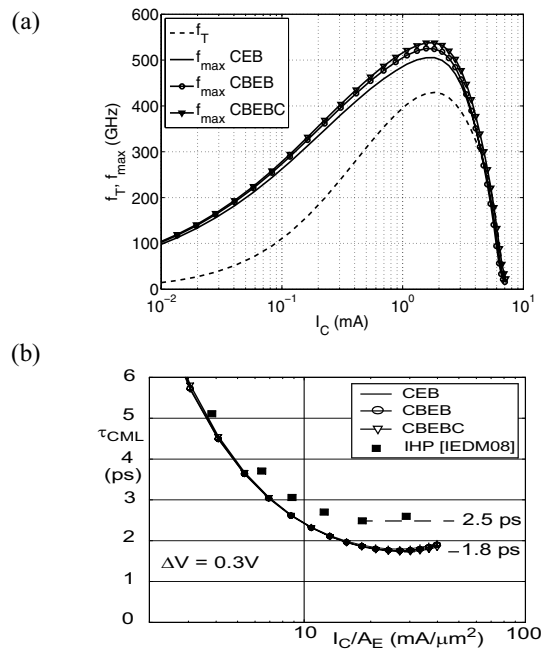 (a)
600
500
400
300
200
100
0
f_T, f_max (GHz)
f_T
f_max CEB
f_max CBEB
f_max CBEBC
10^-2
10^-1
10^0
10^1
I_C (mA)
(b)
6
5
4
3
2
1
0
τ_CML
(ps)
CEB
CBEB
CBEBC
IHP [IEDM08]
2.5 ps
1.8 ps
ΔV = 0.3V
10
100
I_C/A_E (mA/μm²)